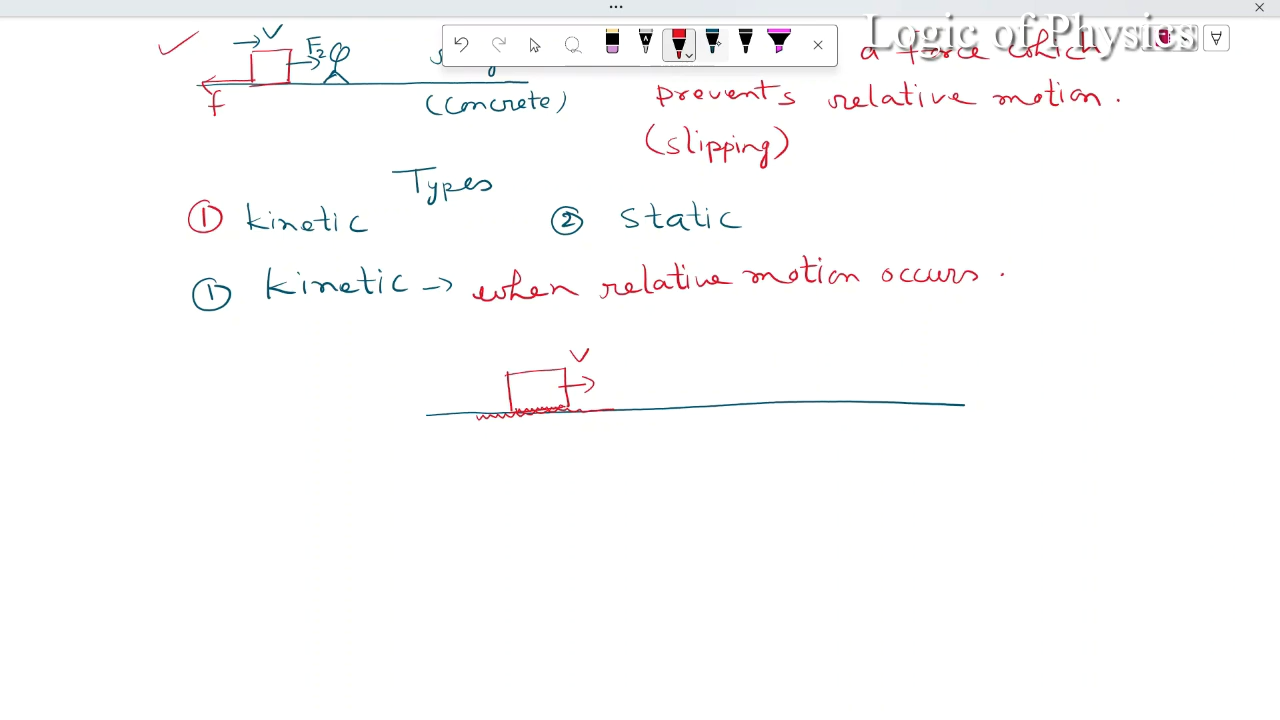 Logic of Physics
V
F2
a force which
f
(Concrete)
prevents relative motion.
(slipping)
Types
① kinetic
② static
① kinetic → when relative motion occurs.
V